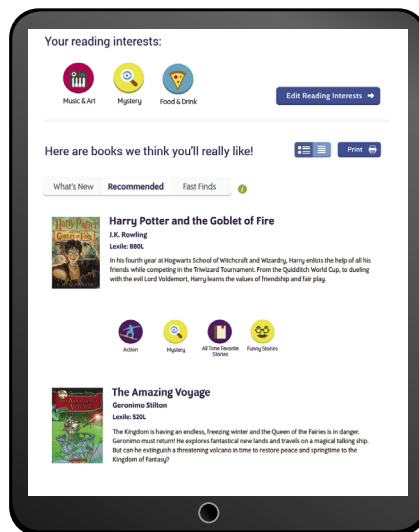 Your reading interests:
Music & Art
Mystery
Food & Drink
Edit Reading Interests
Here are books we think you'll really like!
Print
What's New
Recommended
Fast Finds
i
Harry Potter
GOBLET OF FIRE
Harry Potter and the Goblet of Fire
J.K. Rowling
Lexile: 880L
In his fourth year at Hogwarts School of Witchcraft and Wizardry, Harry enlists the help of all his
friends while competing in the Triwizard Tournament. From the Quidditch World Cup, to dueling
with the evil Lord Voldemort, Harry learns the values of friendship and fair play.
Action
Mystery
All Time Favorite
Stories
Funny Stories
The Amazing Voyage
Geronimo Stilton
Lexile: 520L
The Kingdom is having an endless, freezing winter and the Queen of the Fairies is in danger.
Geronimo must return! He explores fantastical new lands and travels on a magical talking ship.
But can he extinguish a threatening volcano in time to restore peace and springtime to the
Kingdom of Fantasy?